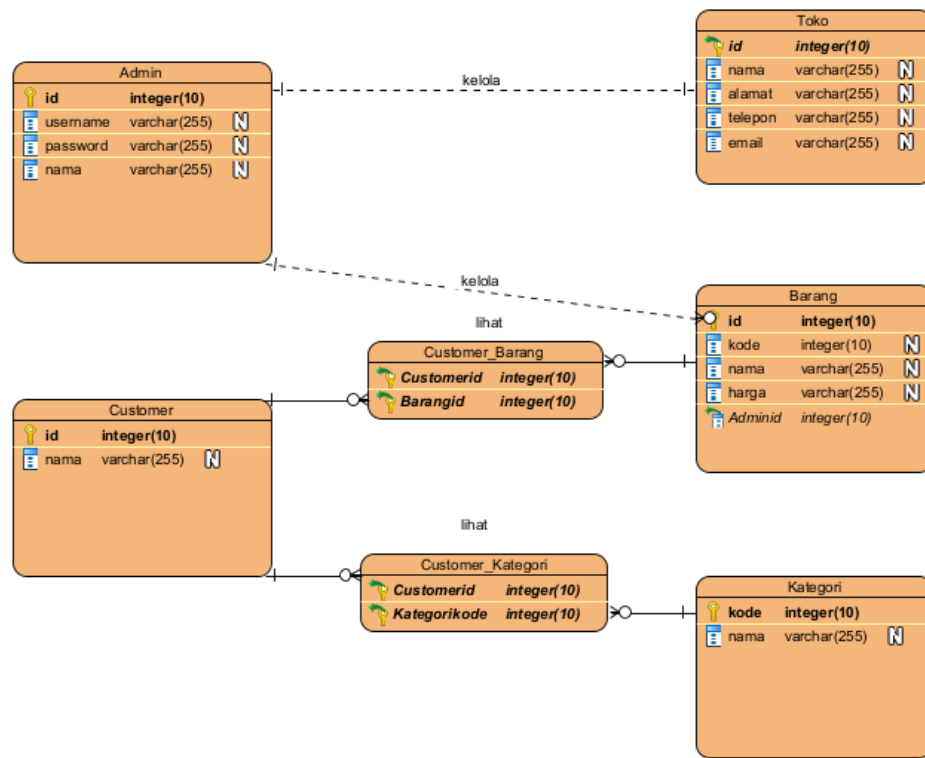 Toko
id integer(10)
nama varchar(255) N
alamat varchar(255) N
telepon varchar(255) N
email varchar(255) N
Admin
id integer(10)
username varchar(255) N
password varchar(255) N
nama varchar(255) N
kelola
kelola
lihat
Barang
id integer(10)
kode integer(10) N
nama varchar(255) N
harga varchar(255) N
Adminid integer(10)
Customer_Barang
Customerid integer(10)
Barangid integer(10)
Customer
id integer(10)
nama varchar(255) N
lihat
Customer_Kategori
Customerid integer(10)
Kategorikode integer(10)
Kategori
kode integer(10)
nama varchar(255) N